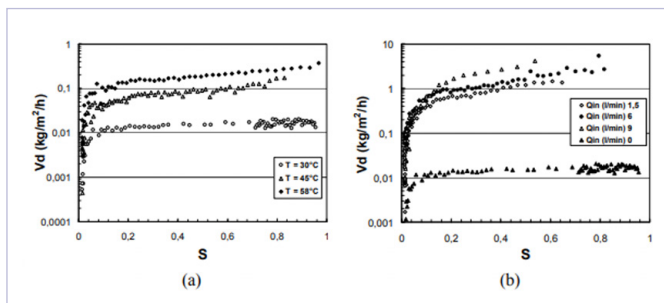 1
0,1
0,01
0,001
0,0001
Vd (kg/m²/h)
T = 30°C
T = 45°C
T = 58°C
0
0,2
0,4
0,6
0,8
1
S
(a)
10
1
0,1
0,01
0,001
Vd (kg/m²/h)
Qin (l/min) 1,5
Qin (l/min) 6
Qin (l/min) 9
Qin (l/min) 0
0
0,2
0,4
0,6
0,8
1
S
(b)